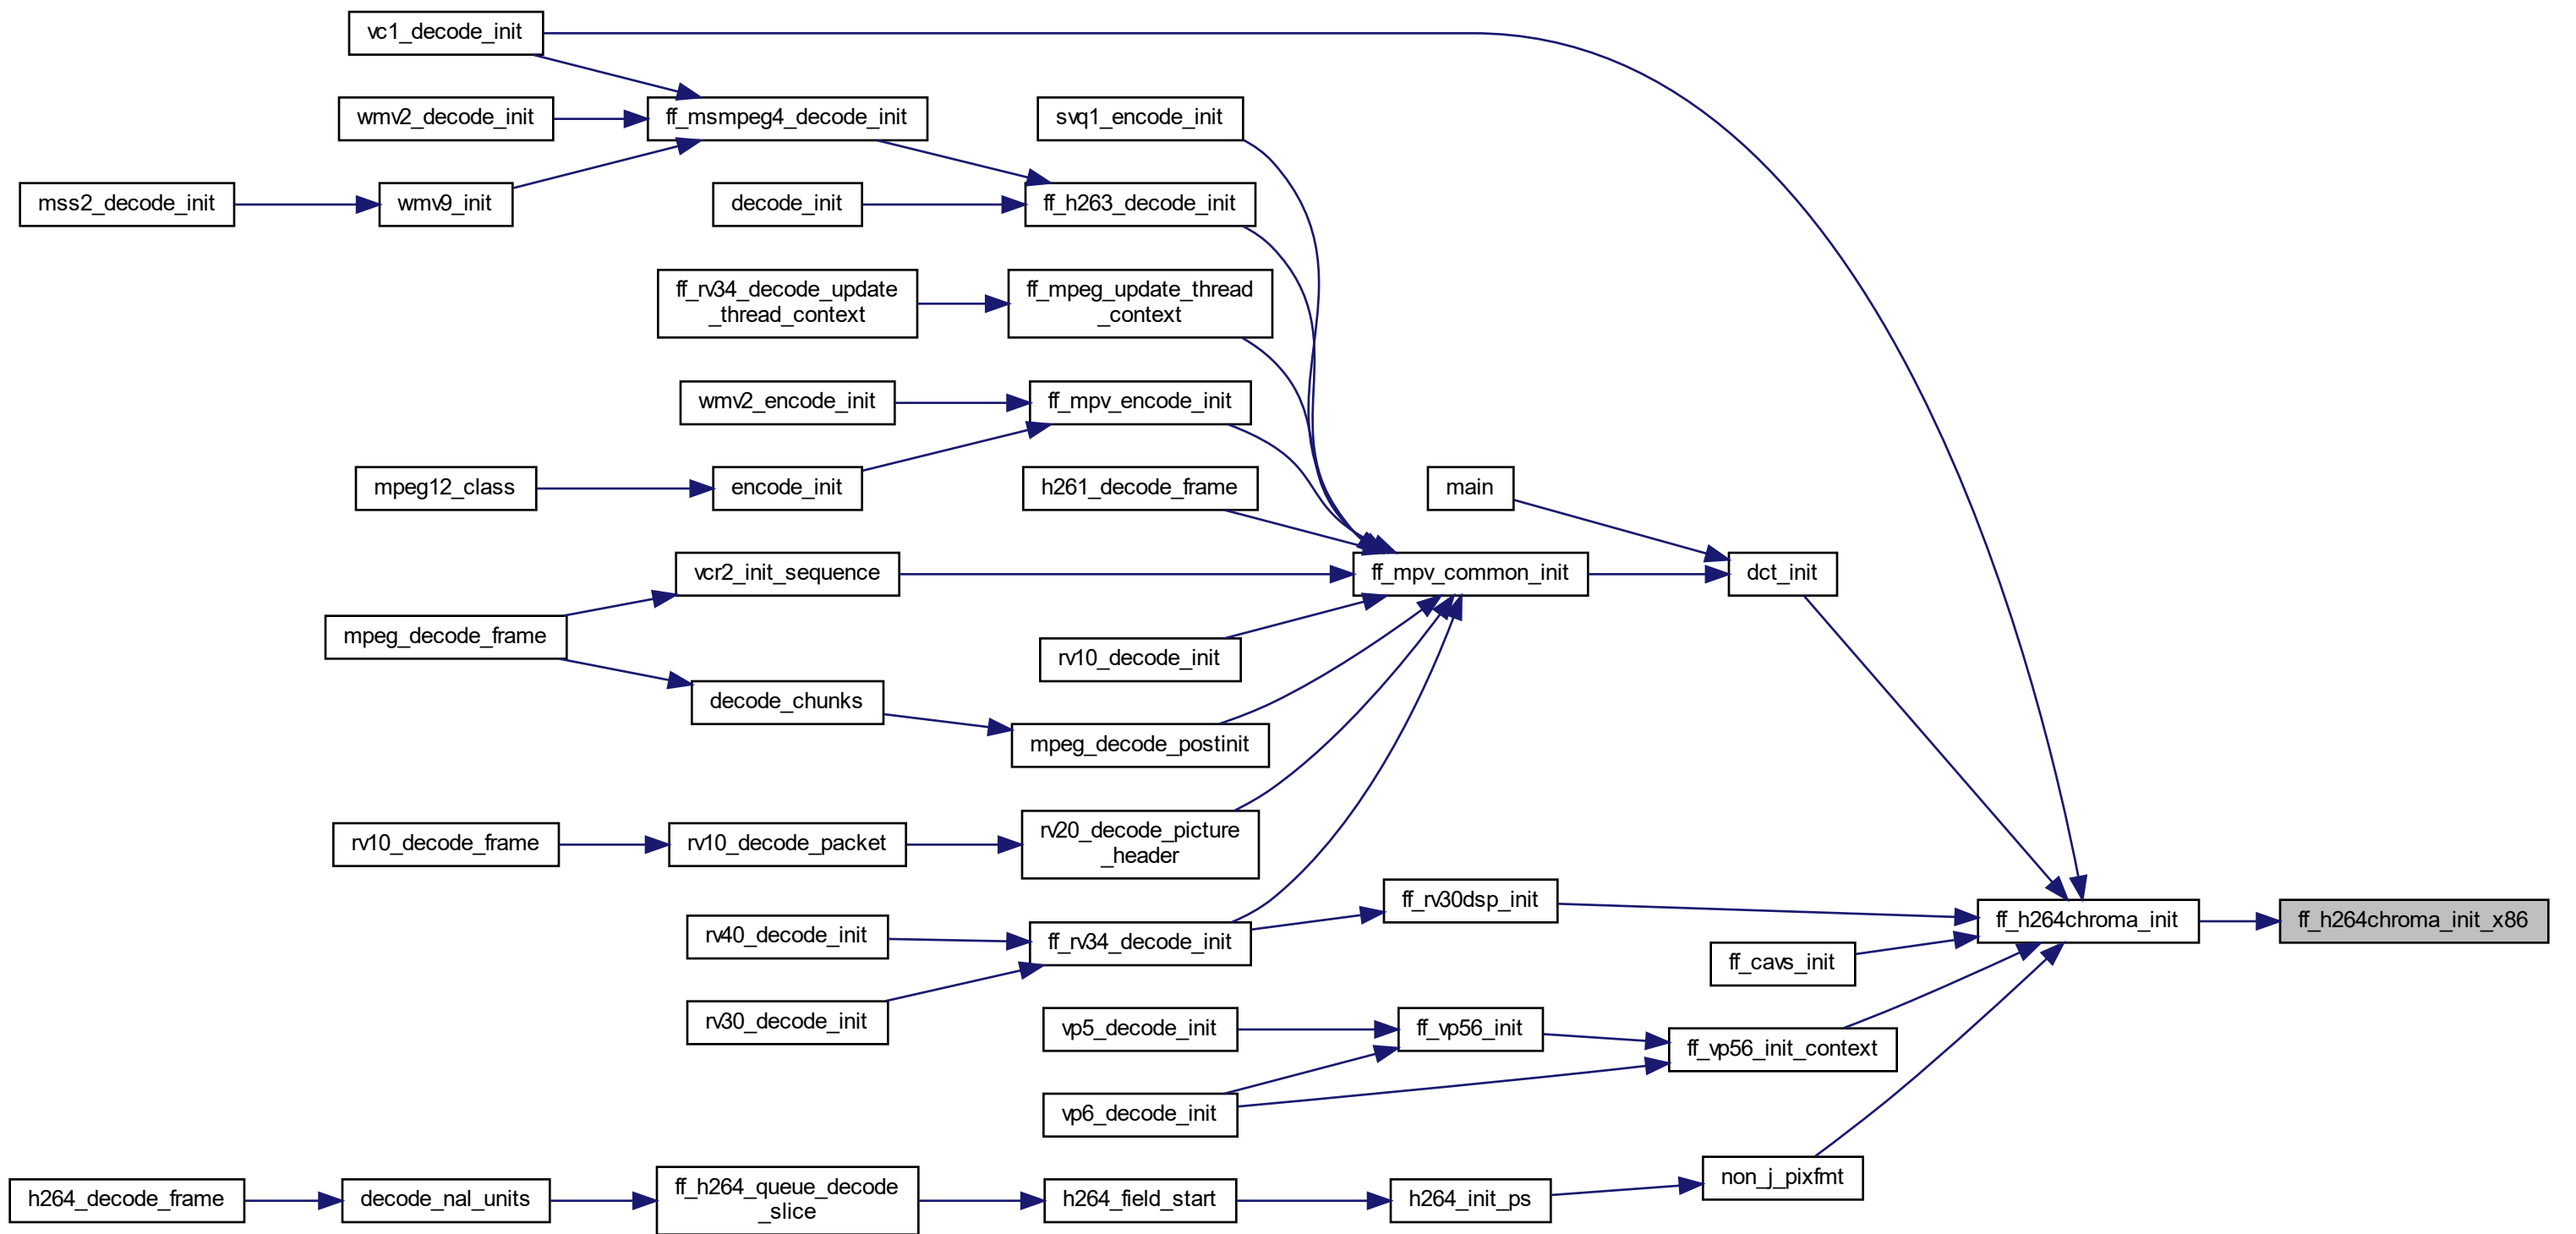 vc1_decode_init
wmv2_decode_init
ff_msmpeg4_decode_init
svq1_encode_init
mss2_decode_init
wmv9_init
decode_init
ff_h263_decode_init
ff_rv34_decode_update
_thread_context
ff_mpeg_update_thread
_context
wmv2_encode_init
ff_mpv_encode_init
mpeg12_class
encode_init
h261_decode_frame
main
vcr2_init_sequence
ff_mpv_common_init
dct_init
mpeg_decode_frame
rv10_decode_init
decode_chunks
mpeg_decode_postinit
rv10_decode_frame
rv10_decode_packet
rv20_decode_picture
_header
rv40_decode_init
ff_rv34_decode_init
ff_rv30dsp_init
ff_h264chroma_init
ff_h264chroma_init_x86
ff_cavs_init
rv30_decode_init
vp5_decode_init
ff_vp56_init
ff_vp56_init_context
vp6_decode_init
h264_decode_frame
decode_nal_units
ff_h264_queue_decode
_slice
h264_field_start
h264_init_ps
non_j_pixfmt